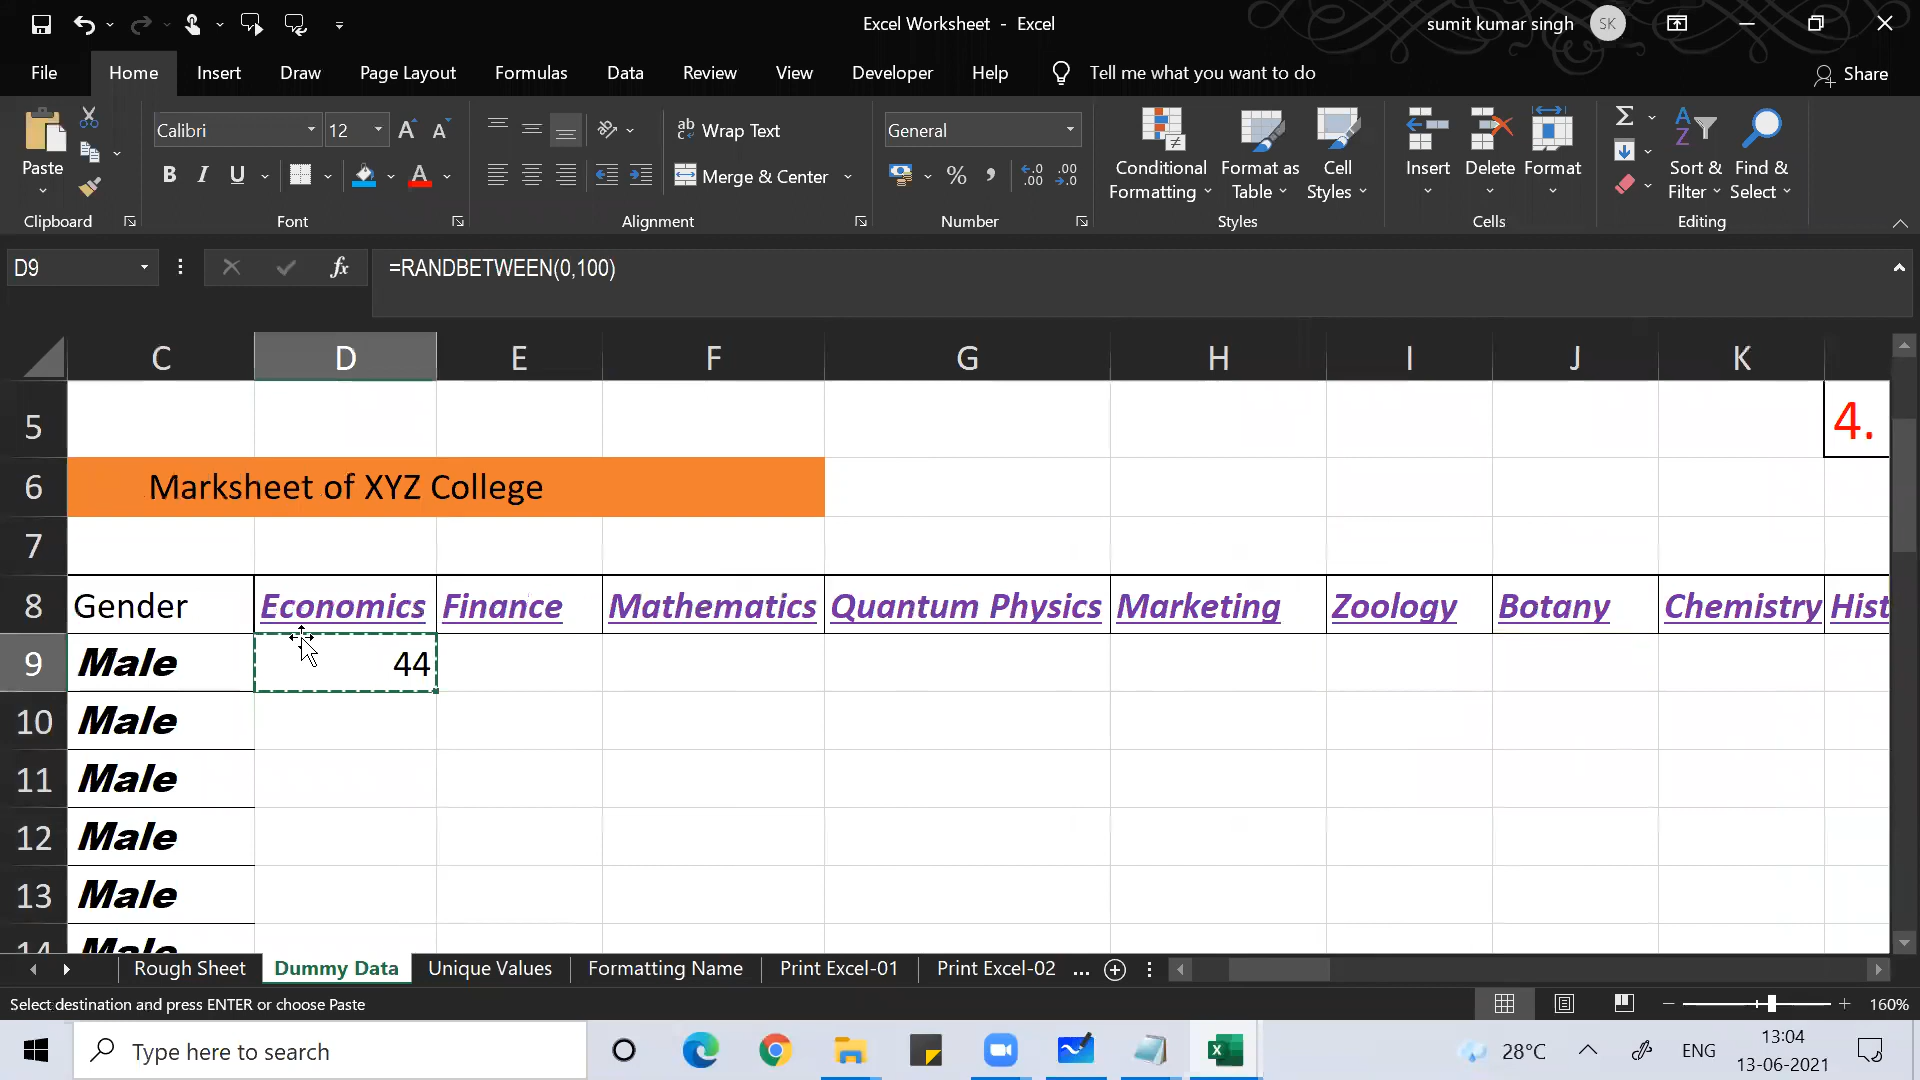 Excel Worksheet - Excel
sumit kumar singh SK
File Home Insert Draw Page Layout Formulas Data Review View Developer Help Tell me what you want to do Share
Paste
Clipboard
Calibri 12
B I U
Font
Wrap Text
Merge & Center
Alignment
General
Number
Conditional Formatting
Format as Table
Cell Styles
Styles
Insert Delete Format
Cells
Sort & Filter
Find & Select
Editing
D9 fx =RANDBETWEEN(0,100)
C D E F G H I J K
5 4.
6 Marksheet of XYZ College
7
8 Gender Economics Finance Mathematics Quantum Physics Marketing Zoology Botany Chemistry Hist
9 Male 44
10 Male
11 Male
12 Male
13 Male
14 Male
Rough Sheet Dummy Data Unique Values Formatting Name Print Excel-01 Print Excel-02 ...
Select destination and press ENTER or choose Paste 160%
Type here to search 28°C ENG 13:04
13-06-2021